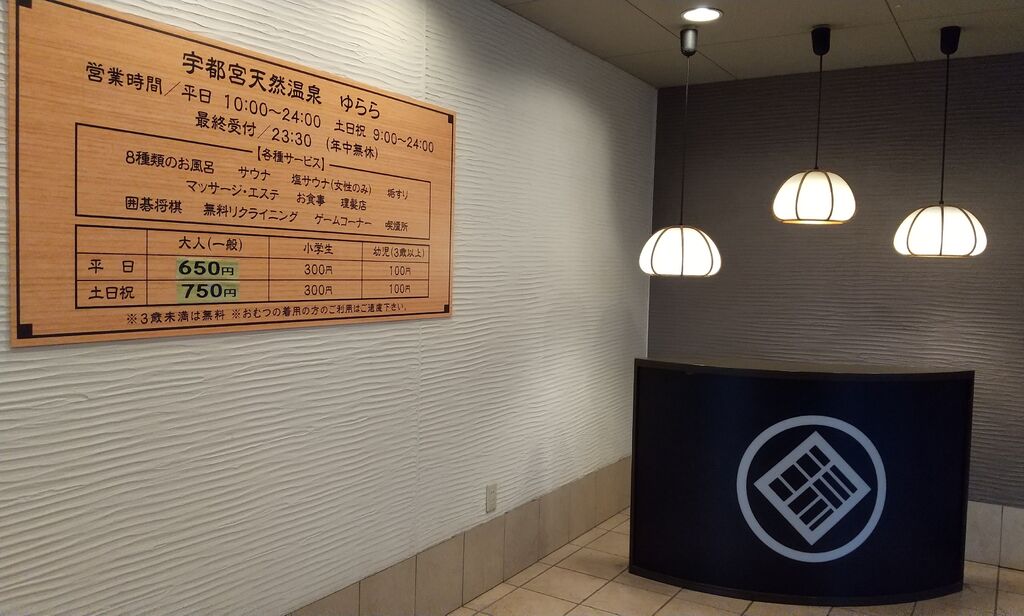 宇都宮天然温泉 ゆらら
営業時間／平日 10:00～24:00 土日祝 9:00～24:00
最終受付／23:30 (年中無休)
【各種サービス】
8種類のお風呂 サウナ 塩サウナ(女性のみ) 垢すり
マッサージ・エステ お食事 理髪店
囲碁将棋 無料リクライニング ゲームコーナー 喫煙所
大人(一般) 小学生 幼児(3歳以上)
平日 650円 300円 100円
土日祝 750円 300円 100円
※3歳未満は無料 ※おむつの着用の方のご利用はご遠慮下さい。